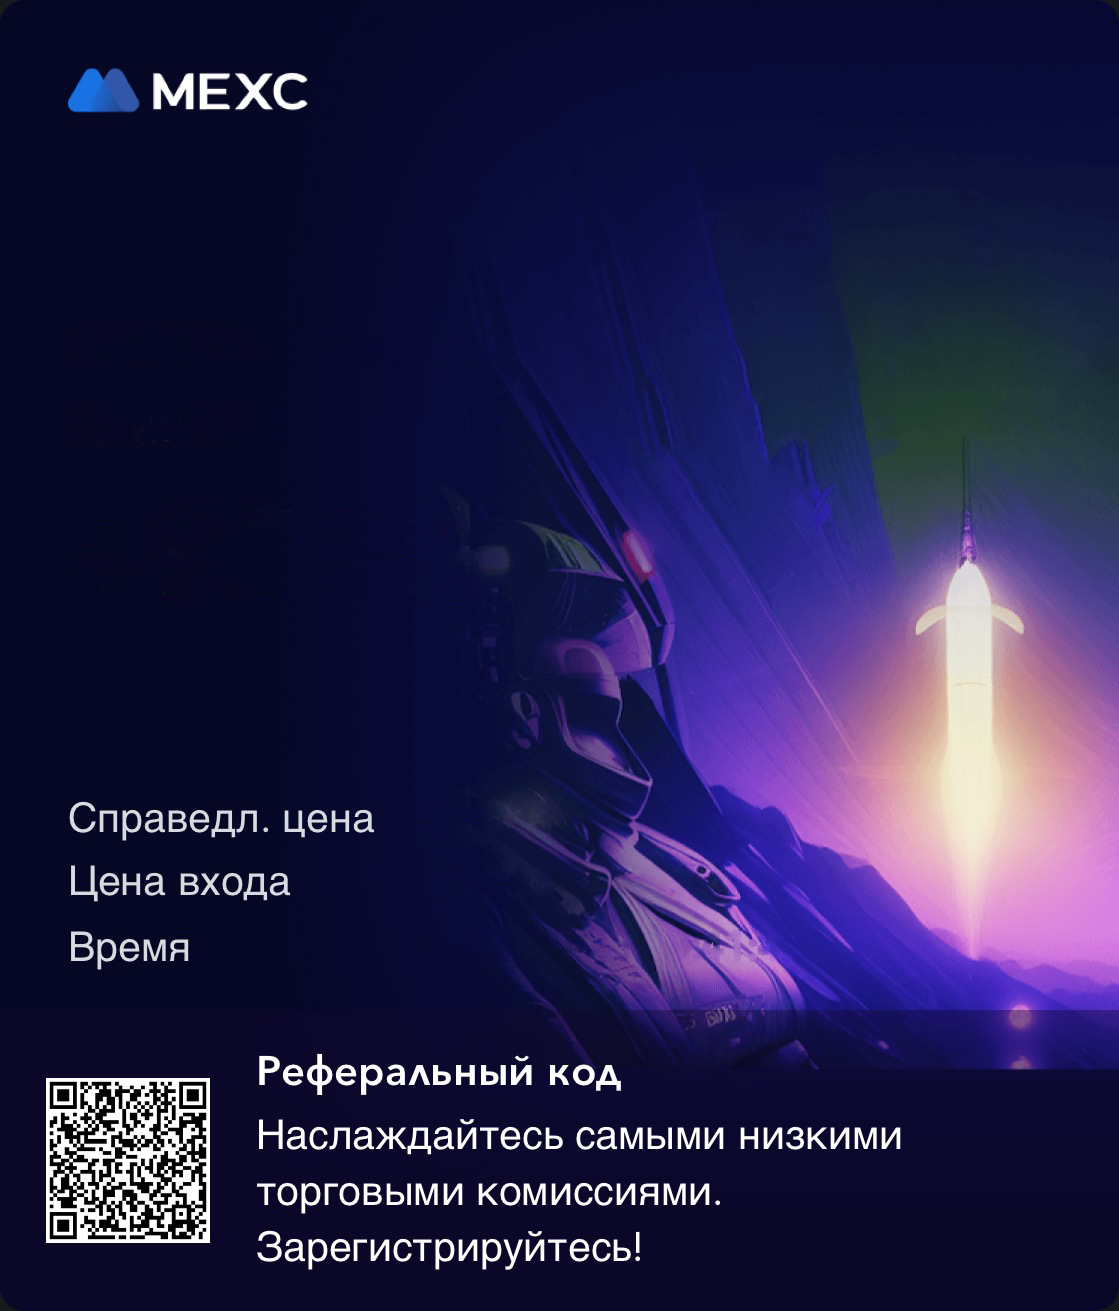 MEXC
Справедл. цена
Цена входа
Время
Реферальный код
Наслаждайтесь самыми низкими
торговыми комиссиями.
Зарегистрируйтесь!